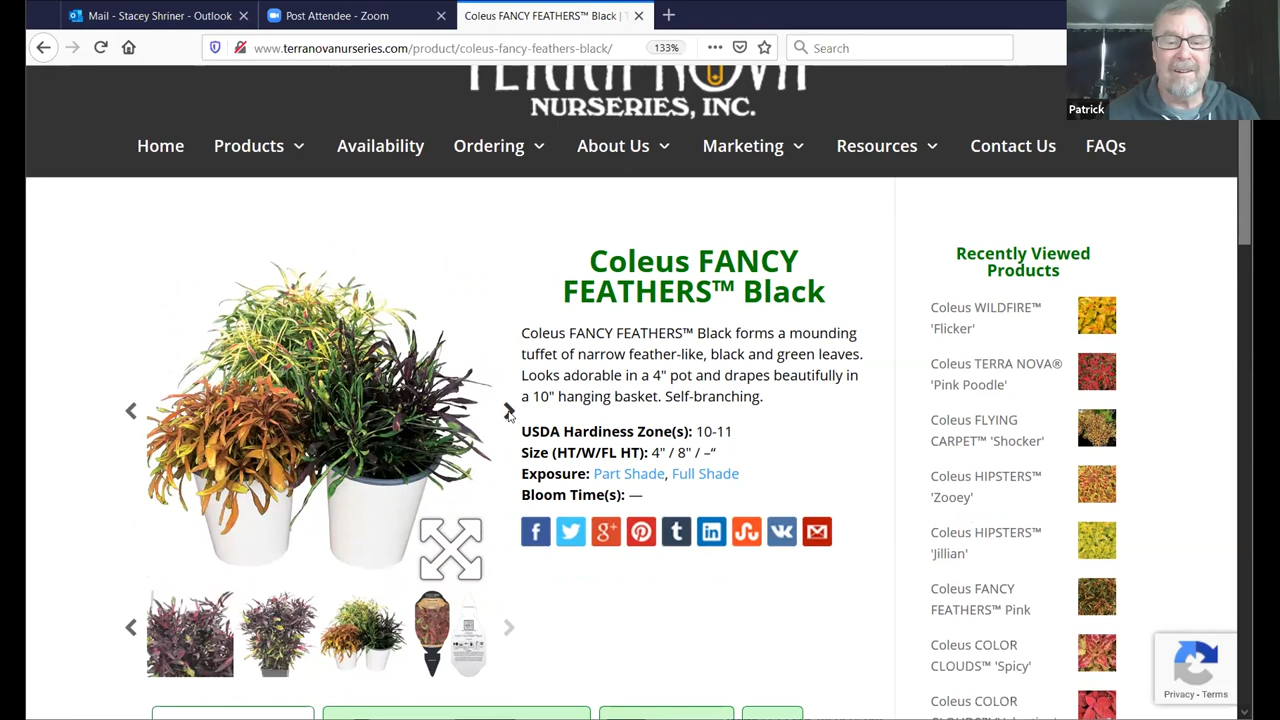 Mail - Stacey Shriner - Outlook
Post Attendee - Zoom
Coleus FANCY FEATHERS™ Black |
www.terranovanurseries.com/product/coleus-fancy-feathers-black/
133%
Search
Patrick
TERRA NOVA
NURSERIES, INC.
Home
Products
Availability
Ordering
About Us
Marketing
Resources
Contact Us
FAQs
Coleus FANCY
FEATHERS™ Black
Coleus FANCY FEATHERS™ Black forms a mounding
tuffet of narrow feather-like, black and green leaves.
Looks adorable in a 4" pot and drapes beautifully in
a 10" hanging basket. Self-branching.
USDA Hardiness Zone(s): 10-11
Size (HT/W/FL HT): 4" / 8" / –“
Exposure: Part Shade, Full Shade
Bloom Time(s): —
Recently Viewed
Products
Coleus WILDFIRE™
'Flicker'
Coleus TERRA NOVA®
'Pink Poodle'
Coleus FLYING
CARPET™ 'Shocker'
Coleus HIPSTERS™
'Zooey'
Coleus HIPSTERS™
'Jillian'
Coleus FANCY
FEATHERS™ Pink
Coleus COLOR
CLOUDS™ 'Spicy'
Coleus COLOR
Privacy - Terms